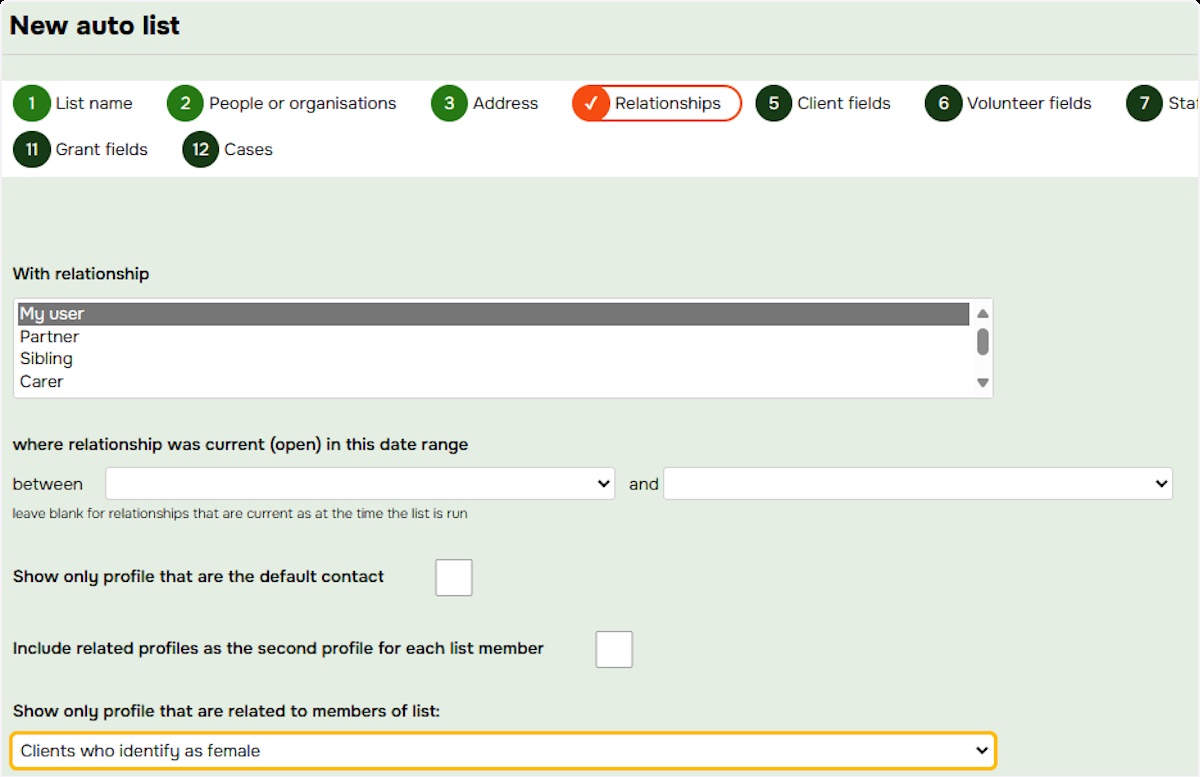 New auto list
1 List name 2 People or organisations 3 Address ✓ Relationships 5 Client fields 6 Volunteer fields 7
11 Grant fields 12 Cases
With relationship
My user
Partner
Sibling
Carer
where relationship was current (open) in this date range
between and
leave blank for relationships that are current as at the time the list is run
Show only profile that are the default contact
Include related profiles as the second profile for each list member
Show only profile that are related to members of list:
Clients who identify as female